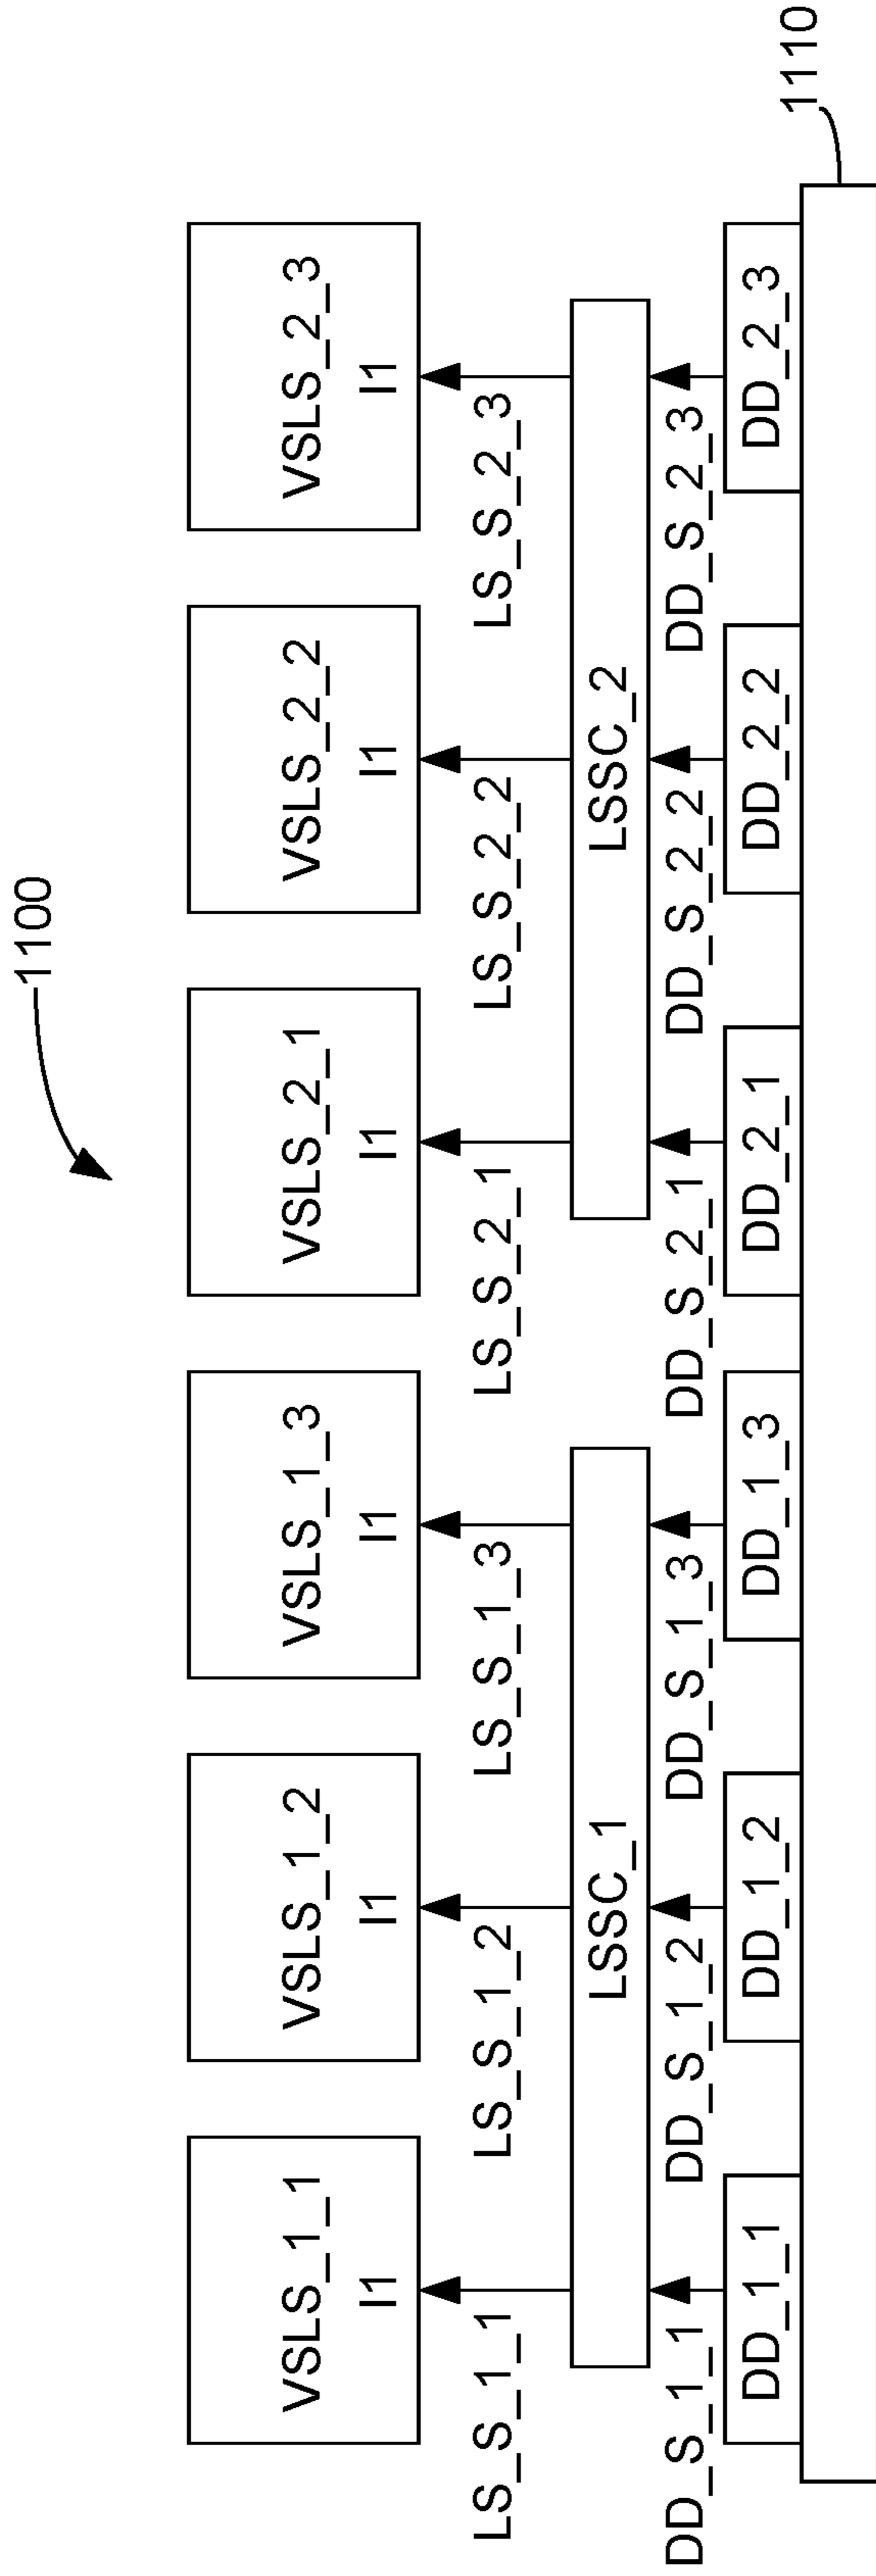 1100
VSLS_1_1
VSLS_1_2
VSLS_1_3
VSLS_2_1
VSLS_2_2
VSLS_2_3
I1
I1
I1
I1
I1
I1
LS_S_1_1
LS_S_1_2
LS_S_1_3
LS_S_2_1
LS_S_2_2
LS_S_2_3
LSSC_1
LSSC_2
DD_S_1_1
DD_S_1_2
DD_S_1_3
DD_S_2_1
DD_S_2_2
DD_S_2_3
DD_1_1
DD_1_2
DD_1_3
DD_2_1
DD_2_2
DD_2_3
1110